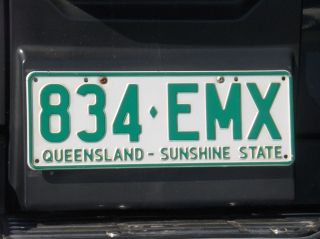 834♦EMX
QUEENSLAND - SUNSHINE STATE